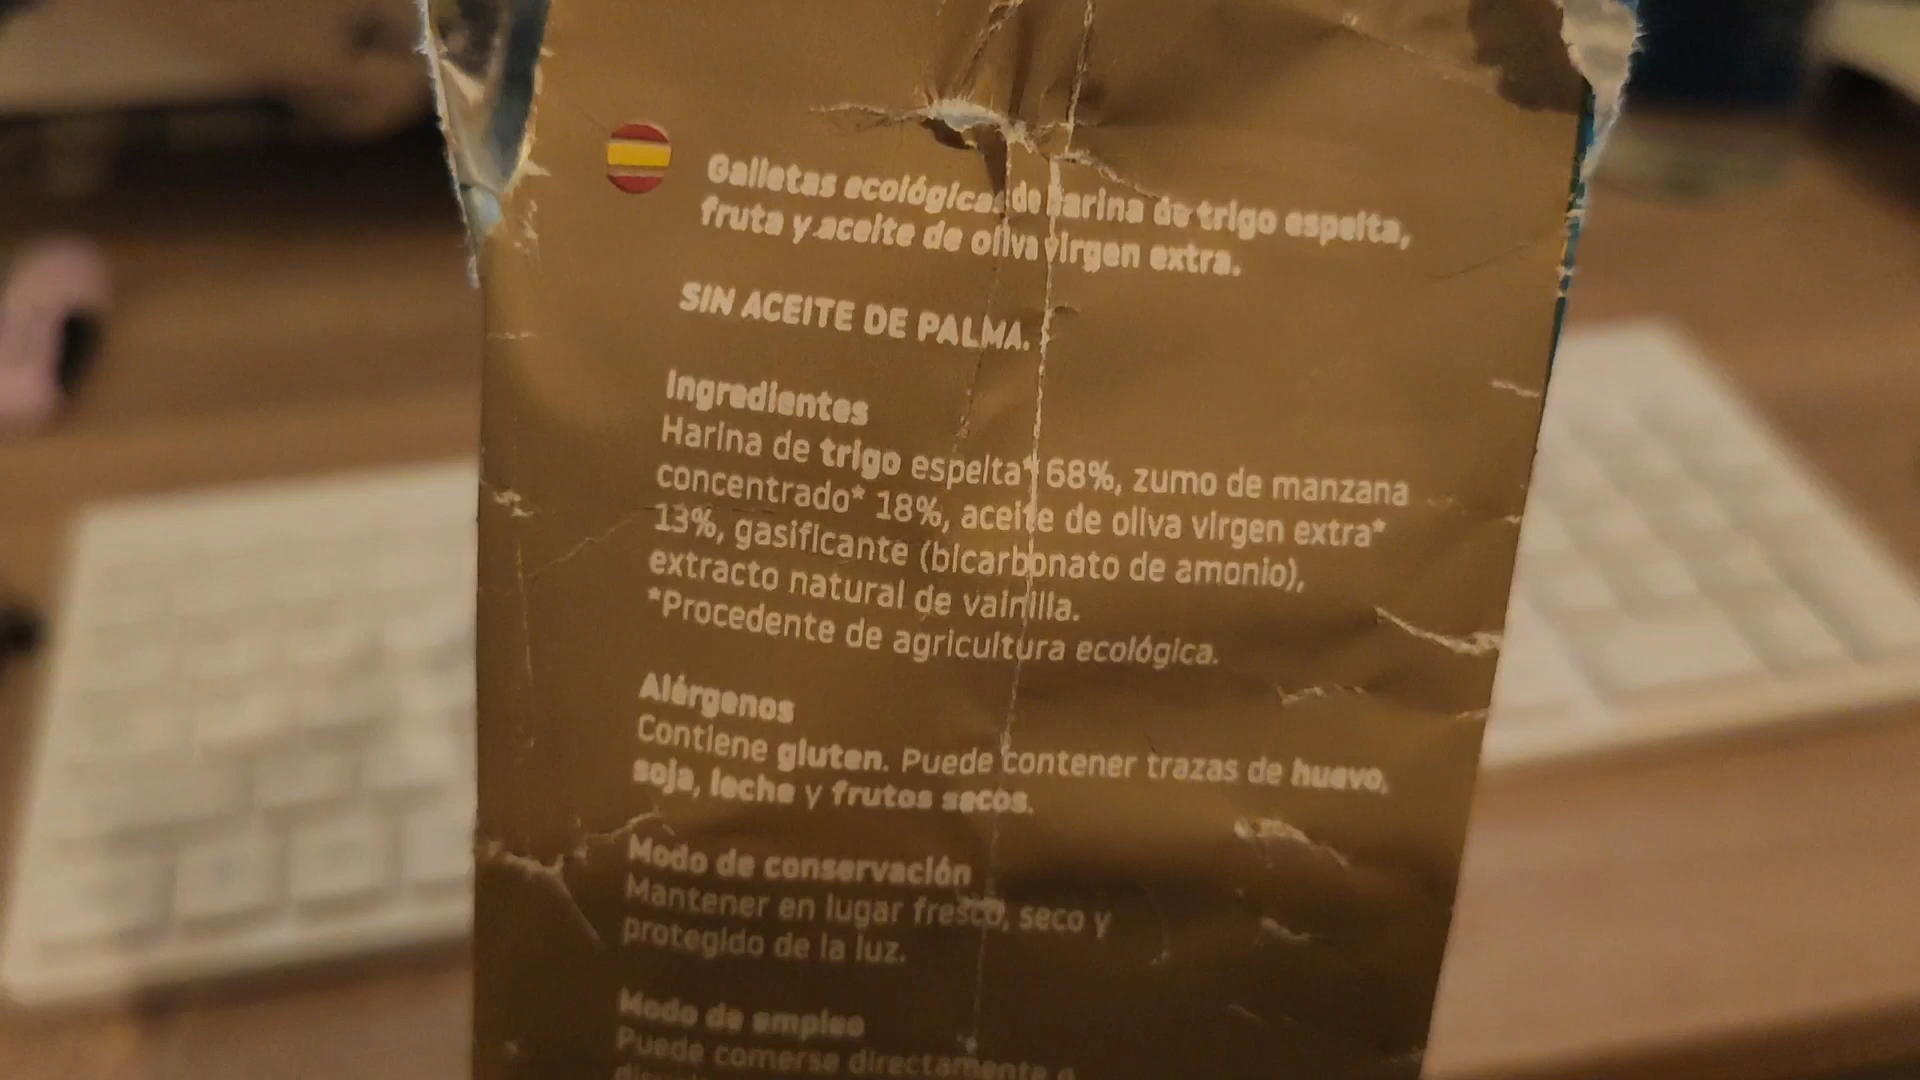 Galletas ecológicas de harina de trigo espelta,
fruta y aceite de oliva virgen extra.
SIN ACEITE DE PALMA.
Ingredientes
Harina de trigo espelta* 68%, zumo de manzana
concentrado* 18%, aceite de oliva virgen extra*
13%, gasificante (bicarbonato de amonio),
extracto natural de vainilla.
*Procedente de agricultura ecológica.
Alérgenos
Contiene gluten. Puede contener trazas de huevo,
soja, leche y frutos secos.
Modo de conservación
Mantener en lugar fresco, seco y
protegido de la luz.
Modo de empleo
Puede comerse directamente o